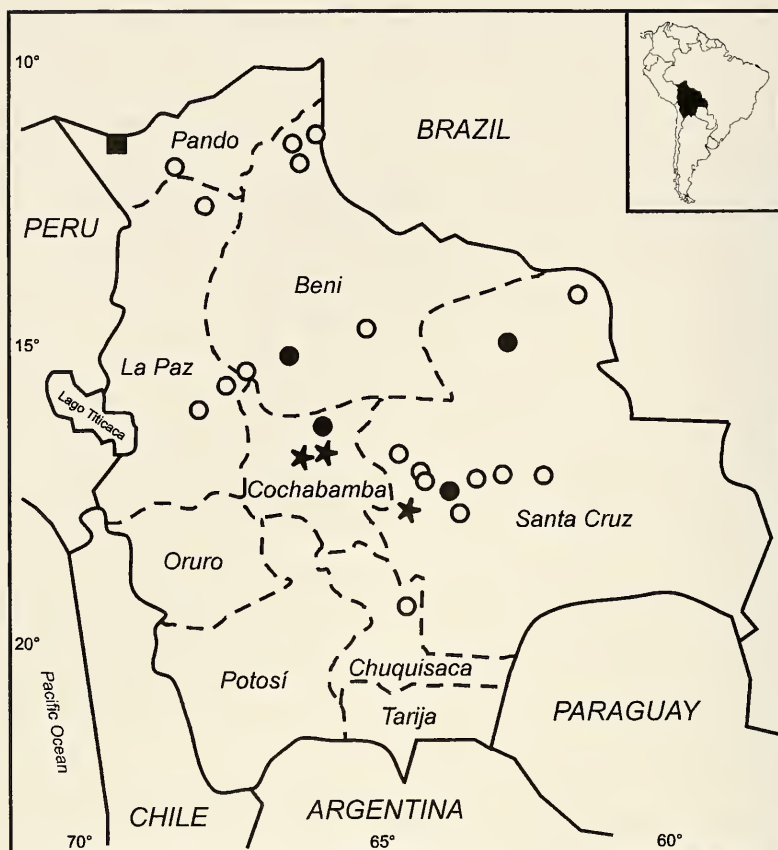 10°
Pando
BRAZIL
PERU
Beni
15°
La Paz
Lago Titicaca
Cochabamba
Santa Cruz
Oruro
20°
Potosí
Chuquisaca
Tarija
PARAGUAY
Pacific Ocean
CHILE
ARGENTINA
70°
65°
60°